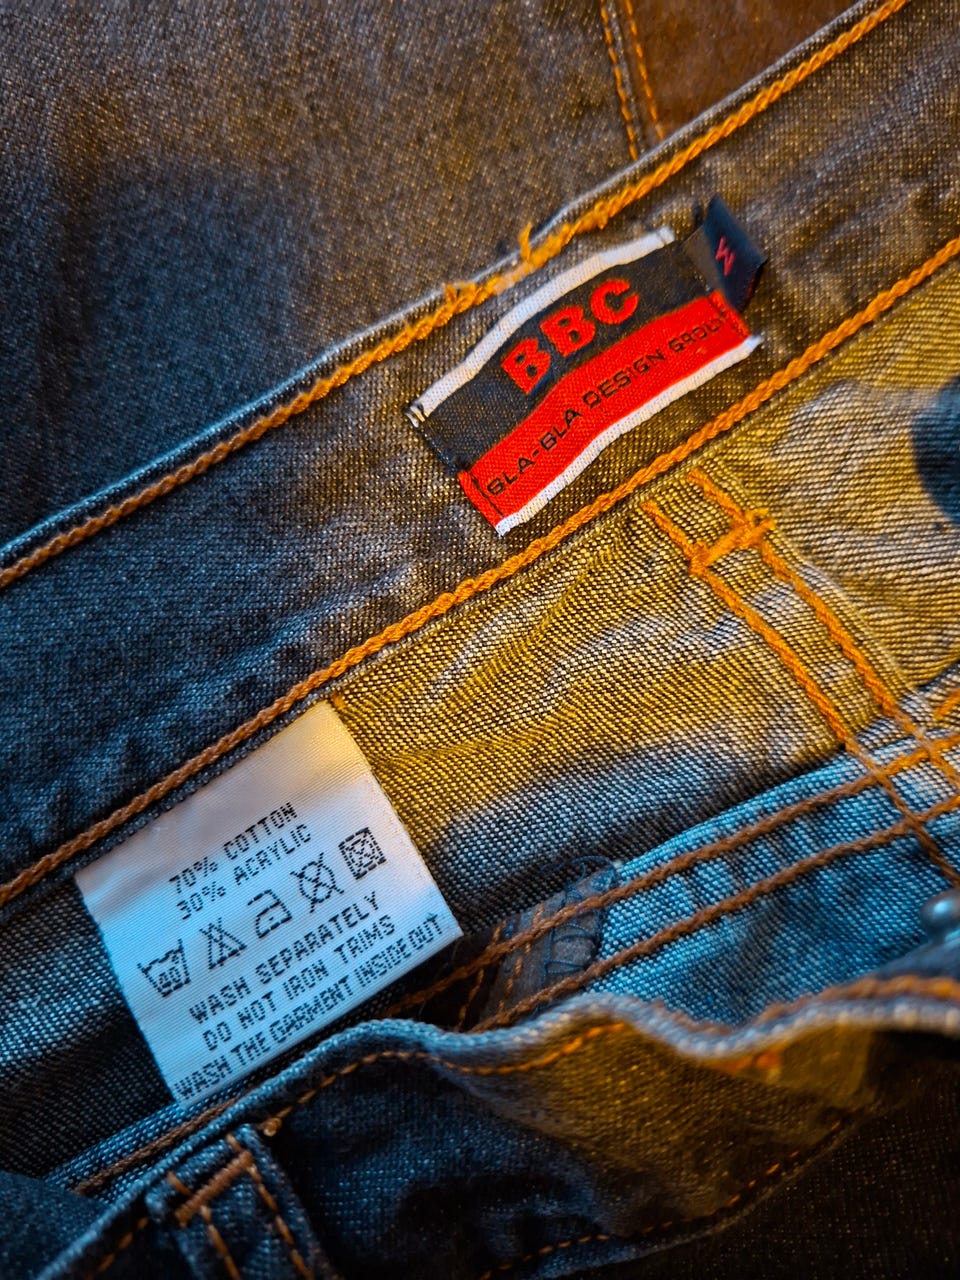 BBC
BLA-BLA DESIGN GROUP
M
70% COTTON
30% ACRYLIC
WASH SEPARATELY
DO NOT IRON TRIMS
WASH THE GARMENT INSIDE OUT